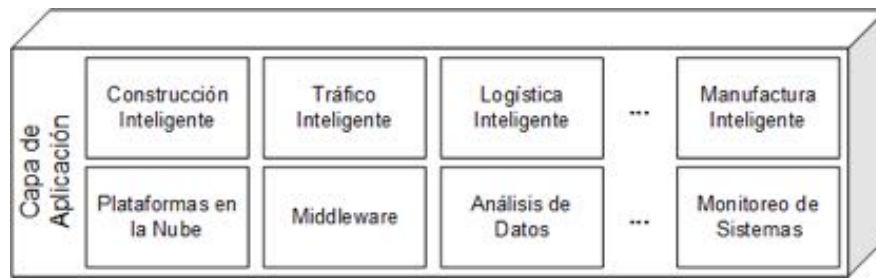 Capa de
Aplicación
Construcción
Inteligente
Tráfico
Inteligente
Logística
Inteligente
...
Manufactura
Inteligente
Plataformas en
la Nube
Middleware
Análisis de
Datos
...
Monitoreo de
Sistemas